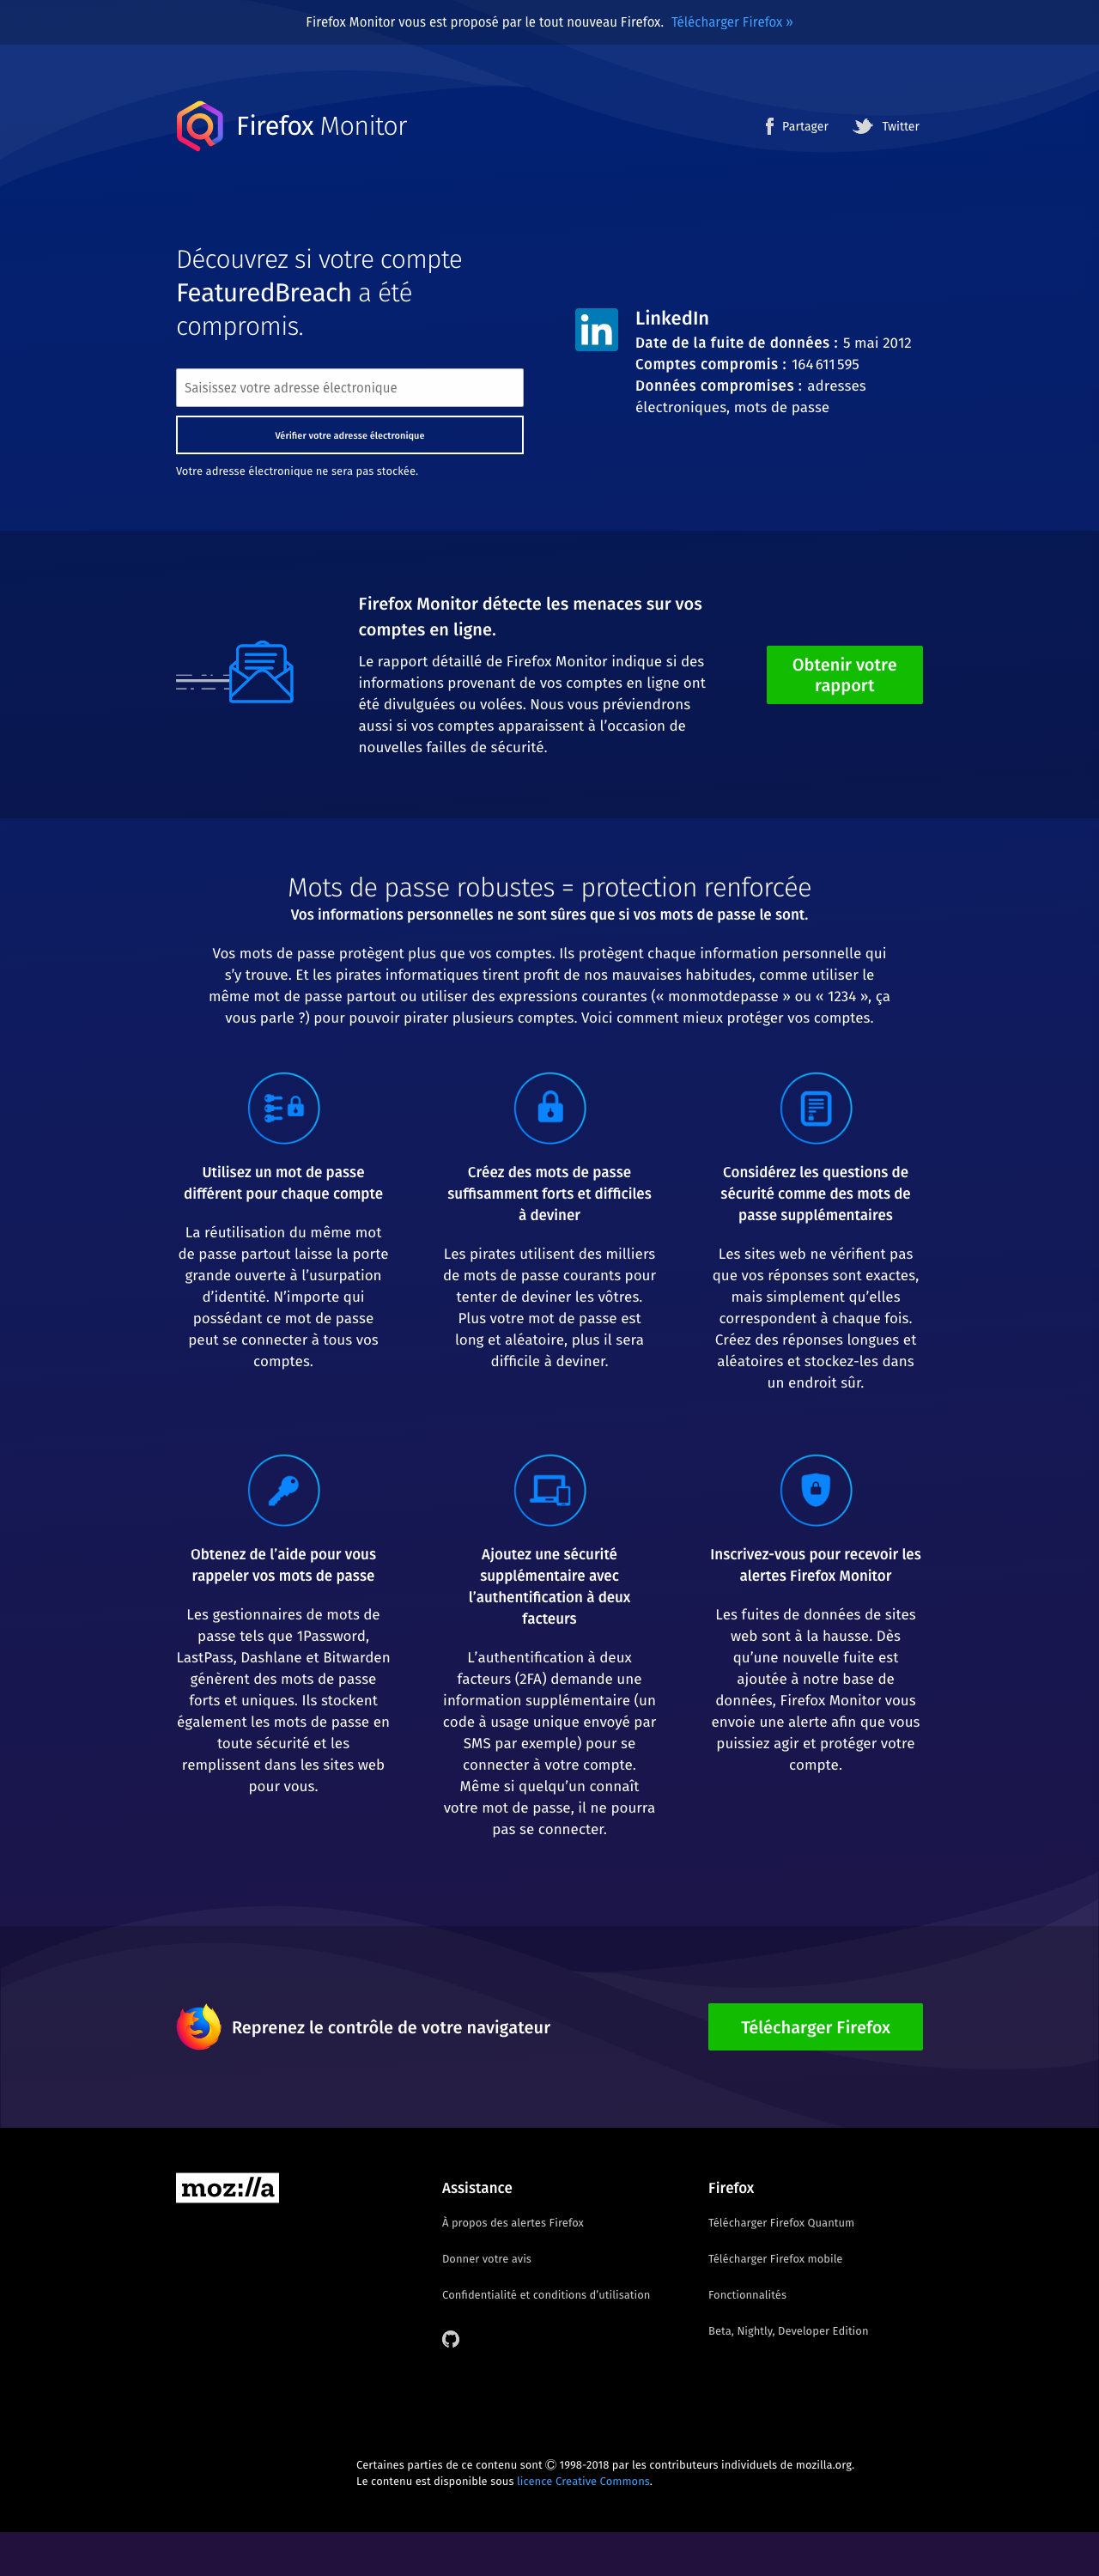 Firefox Monitor vous est proposé par le tout nouveau Firefox. Télécharger Firefox »
Firefox Monitor
Partager
Twitter
Découvrez si votre compte
FeaturedBreach a été
compromis.
Saisissez votre adresse électronique
Vérifier votre adresse électronique
Votre adresse électronique ne sera pas stockée.
in
LinkedIn
Date de la fuite de données : 5 mai 2012
Comptes compromis : 164 611 595
Données compromises : adresses
électroniques, mots de passe
Firefox Monitor détecte les menaces sur vos
comptes en ligne.
Le rapport détaillé de Firefox Monitor indique si des
informations provenant de vos comptes en ligne ont
été divulguées ou volées. Nous vous préviendrons
aussi si vos comptes apparaissent à l’occasion de
nouvelles failles de sécurité.
Obtenir votre
rapport
Mots de passe robustes = protection renforcée
Vos informations personnelles ne sont sûres que si vos mots de passe le sont.
Vos mots de passe protègent plus que vos comptes. Ils protègent chaque information personnelle qui
s’y trouve. Et les pirates informatiques tirent profit de nos mauvaises habitudes, comme utiliser le
même mot de passe partout ou utiliser des expressions courantes (« monmotdepasse » ou « 1234 », ça
vous parle ?) pour pouvoir pirater plusieurs comptes. Voici comment mieux protéger vos comptes.
Utilisez un mot de passe
différent pour chaque compte
La réutilisation du même mot
de passe partout laisse la porte
grande ouverte à l’usurpation
d’identité. N’importe qui
possédant ce mot de passe
peut se connecter à tous vos
comptes.
Créez des mots de passe
suffisamment forts et difficiles
à deviner
Les pirates utilisent des milliers
de mots de passe courants pour
tenter de deviner les vôtres.
Plus votre mot de passe est
long et aléatoire, plus il sera
difficile à deviner.
Considérez les questions de
sécurité comme des mots de
passe supplémentaires
Les sites web ne vérifient pas
que vos réponses sont exactes,
mais simplement qu’elles
correspondent à chaque fois.
Créez des réponses longues et
aléatoires et stockez-les dans
un endroit sûr.
Obtenez de l’aide pour vous
rappeler vos mots de passe
Les gestionnaires de mots de
passe tels que 1Password,
LastPass, Dashlane et Bitwarden
génèrent des mots de passe
forts et uniques. Ils stockent
également les mots de passe en
toute sécurité et les
remplissent dans les sites web
pour vous.
Ajoutez une sécurité
supplémentaire avec
l’authentification à deux
facteurs
L’authentification à deux
facteurs (2FA) demande une
information supplémentaire (un
code à usage unique envoyé par
SMS par exemple) pour se
connecter à votre compte.
Même si quelqu’un connaît
votre mot de passe, il ne pourra
pas se connecter.
Inscrivez-vous pour recevoir les
alertes Firefox Monitor
Les fuites de données de sites
web sont à la hausse. Dès
qu’une nouvelle fuite est
ajoutée à notre base de
données, Firefox Monitor vous
envoie une alerte afin que vous
puissiez agir et protéger votre
compte.
Reprenez le contrôle de votre navigateur
Télécharger Firefox
moz://a
Assistance
À propos des alertes Firefox
Donner votre avis
Confidentialité et conditions d’utilisation
Firefox
Télécharger Firefox Quantum
Télécharger Firefox mobile
Fonctionnalités
Beta, Nightly, Developer Edition
Certaines parties de ce contenu sont © 1998-2018 par les contributeurs individuels de mozilla.org.
Le contenu est disponible sous licence Creative Commons.